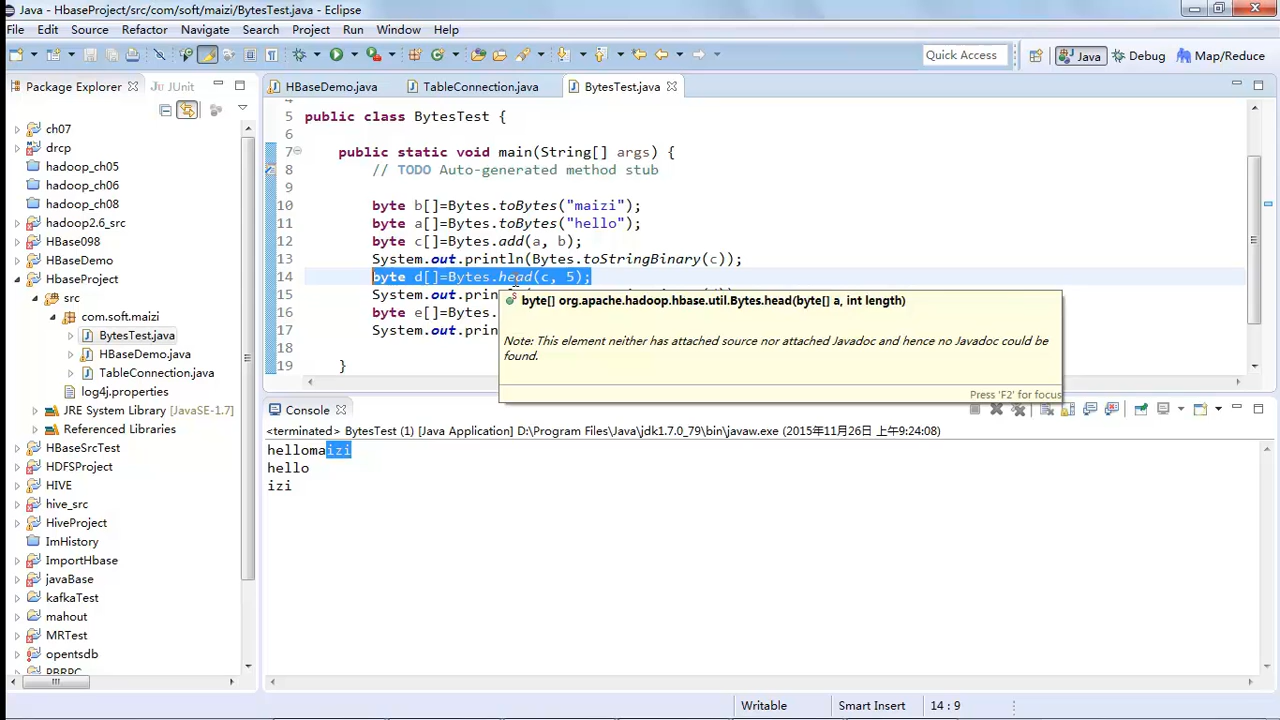 Java - HbaseProject/src/com/soft/maizi/BytesTest.java - Eclipse
File Edit Source Refactor Navigate Search Project Run Window Help
Quick Access Java Debug Map/Reduce
Package Explorer JUnit
HBaseDemo.java TableConnection.java BytesTest.java
ch07
drcp
hadoop_ch05
hadoop_ch06
hadoop_ch08
hadoop2.6_src
HBase098
HBaseDemo
HbaseProject
src
com.soft.maizi
BytesTest.java
HBaseDemo.java
TableConnection.java
log4j.properties
JRE System Library [JavaSE-1.7]
Referenced Libraries
HBaseSrcTest
HDFSProject
HIVE
hive_src
HiveProject
ImHistory
ImportHbase
javaBase
kafkaTest
mahout
MRTest
opentsdb
PBRPC
5 public class BytesTest {
6
7 public static void main(String[] args) {
8 // TODO Auto-generated method stub
9
10 byte b[]=Bytes.toBytes("maizi");
11 byte a[]=Bytes.toBytes("hello");
12 byte c[]=Bytes.add(a, b);
13 System.out.println(Bytes.toStringBinary(c));
14 byte d[]=Bytes.head(c, 5);
15 System.out.prin
16 byte e[]=Bytes.
17 System.out.prin
18
19 }
byte[] org.apache.hadoop.hbase.util.Bytes.head(byte[] a, int length)
Note: This element neither has attached source nor attached Javadoc and hence no Javadoc could be
found.
Press 'F2' for focus
Console
<terminated> BytesTest (1) [Java Application] D:\Program Files\Java\jdk1.7.0_79\bin\javaw.exe (2015年11月26日 上午9:24:08)
hellomaizi
hello
izi
Writable Smart Insert 14 : 9